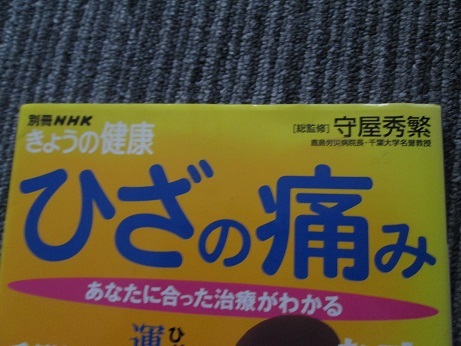 別冊NHK
きょうの健康
[総監修]守屋秀繁
鹿島労災病院長・千葉大学名誉教授
ひざの痛み
あなたに合った治療がわかる
運
ひ